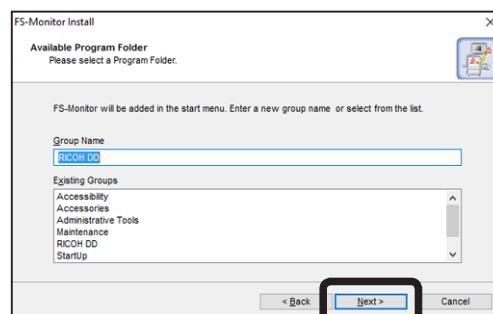 FS-Monitor Install
Available Program Folder
Please select a Program Folder.
FS-Monitor will be added in the start menu. Enter a new group name or select from the list.
Group Name
RICOH DD
Existing Groups
Accessibility
Accessories
Administrative Tools
Maintenance
RICOH DD
StartUp
< Back Next > Cancel